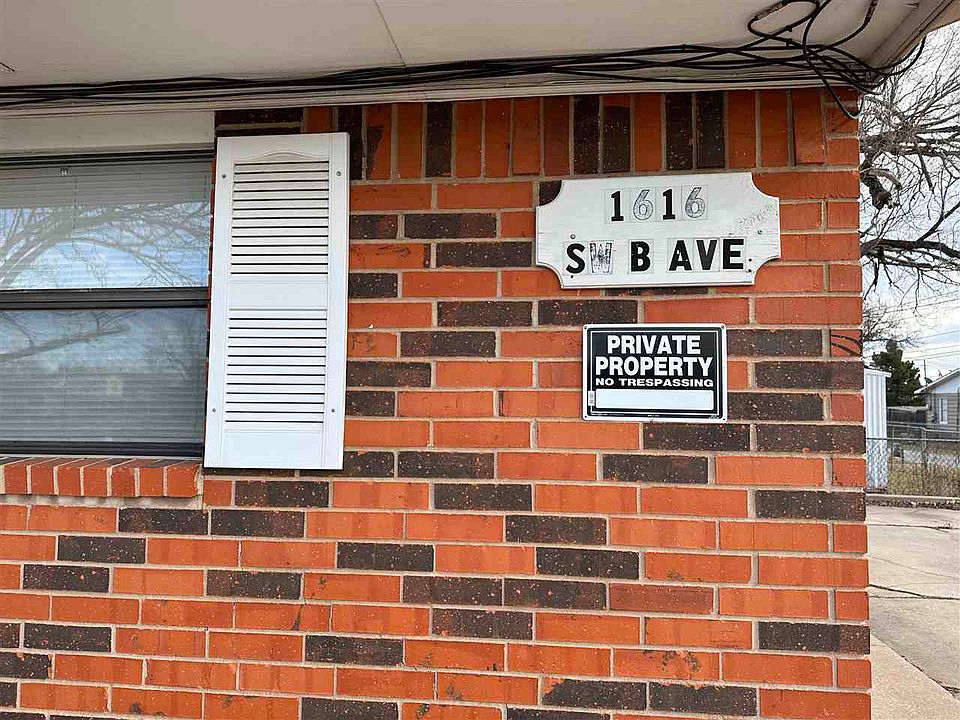 1616
SW B AVE
PRIVATE
PROPERTY
NO TRESPASSING